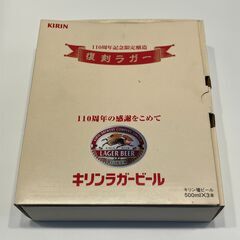 KIRIN
110周年記念限定醸造
復刻ラガー
110周年の感謝をこめて
LAGER BEER
キリンラガービール
キリン瓶ビール
500ml×3本